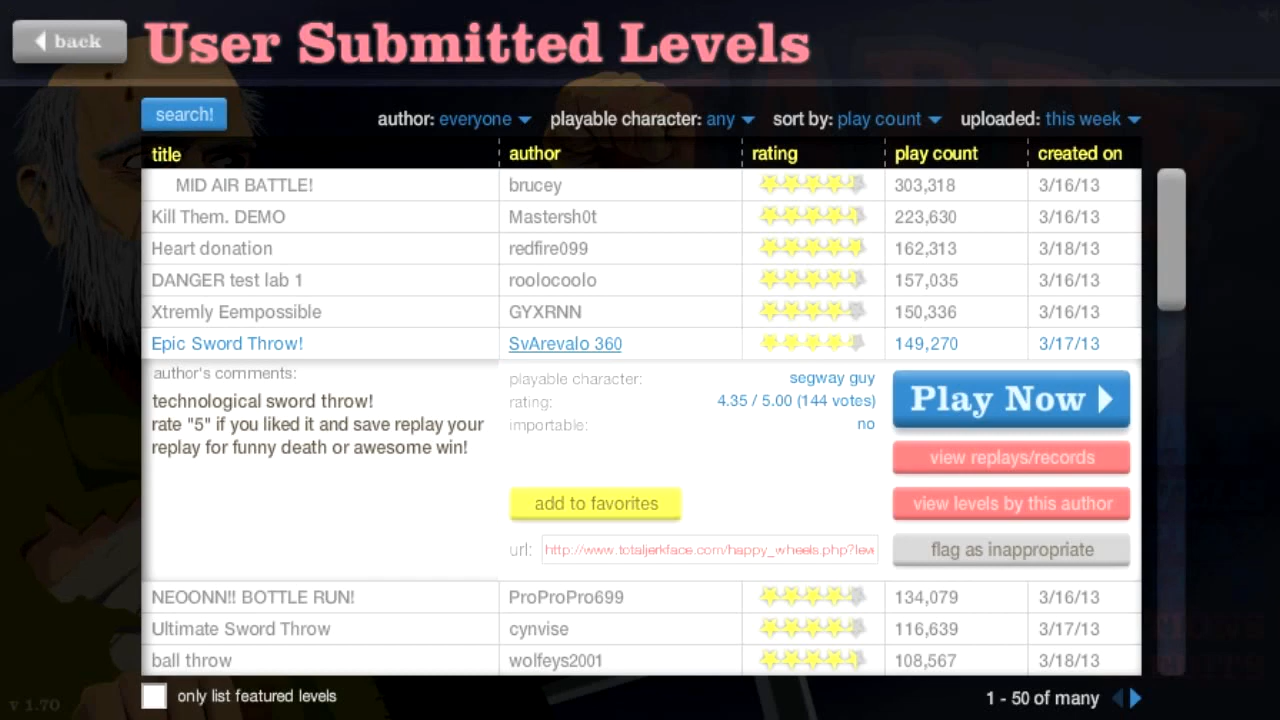 back
User Submitted Levels
search!
author: everyone playable character: any sort by: play count uploaded: this week
title author rating play count created on
MID AIR BATTLE! brucey 303,318 3/16/13
Kill Them. DEMO Mastersh0t 223,630 3/16/13
Heart donation redfire099 162,313 3/18/13
DANGER test lab 1 roolocoolo 157,035 3/16/13
Xtremly Eempossible GYXRNN 150,336 3/16/13
Epic Sword Throw! SvArevalo 360 149,270 3/17/13
author's comments:
technological sword throw!
rate "5" if you liked it and save replay your
replay for funny death or awesome win!
playable character: segway guy
rating: 4.35 / 5.00 (144 votes)
importable: no
add to favorites
url: http://www.totaljerkface.com/happy_wheels.php?lev
Play Now
view replays/records
view levels by this author
flag as inappropriate
NEOONN!! BOTTLE RUN! ProProPro699 134,079 3/16/13
Ultimate Sword Throw cynvise 116,639 3/17/13
ball throw wolfeys2001 108,567 3/18/13
only list featured levels
1 - 50 of many
v 1.70